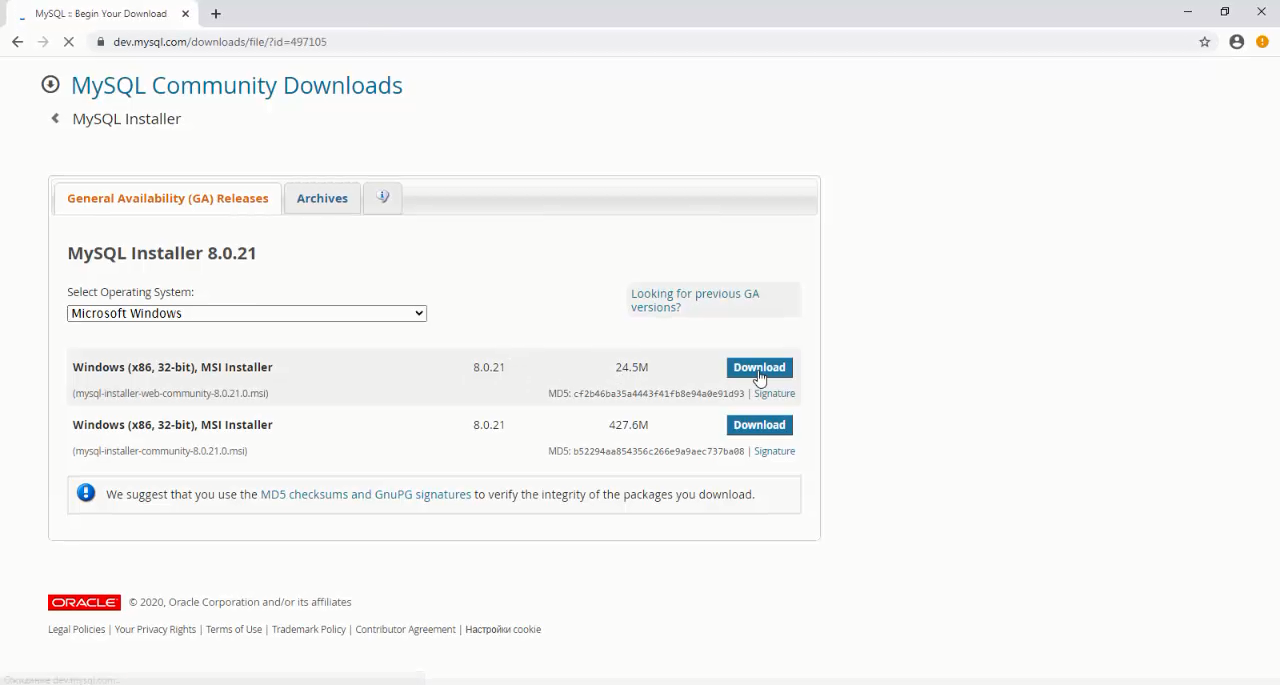 MySQL :: Begin Your Download
dev.mysql.com/downloads/file/?id=497105
MySQL Community Downloads
MySQL Installer
General Availability (GA) Releases
Archives
MySQL Installer 8.0.21
Select Operating System:
Microsoft Windows
Looking for previous GA
versions?
Windows (x86, 32-bit), MSI Installer 8.0.21 24.5M Download
(mysql-installer-web-community-8.0.21.0.msi) MD5: cf2b46ba35a4443f41fb8e94a0e91d93 | Signature
Windows (x86, 32-bit), MSI Installer 8.0.21 427.6M Download
(mysql-installer-community-8.0.21.0.msi) MD5: b52294aa854356c266e9a9aec737ba08 | Signature
We suggest that you use the MD5 checksums and GnuPG signatures to verify the integrity of the packages you download.
ORACLE © 2020, Oracle Corporation and/or its affiliates
Legal Policies | Your Privacy Rights | Terms of Use | Trademark Policy | Contributor Agreement | Настройки cookie
Ожидание dev.mysql.com...